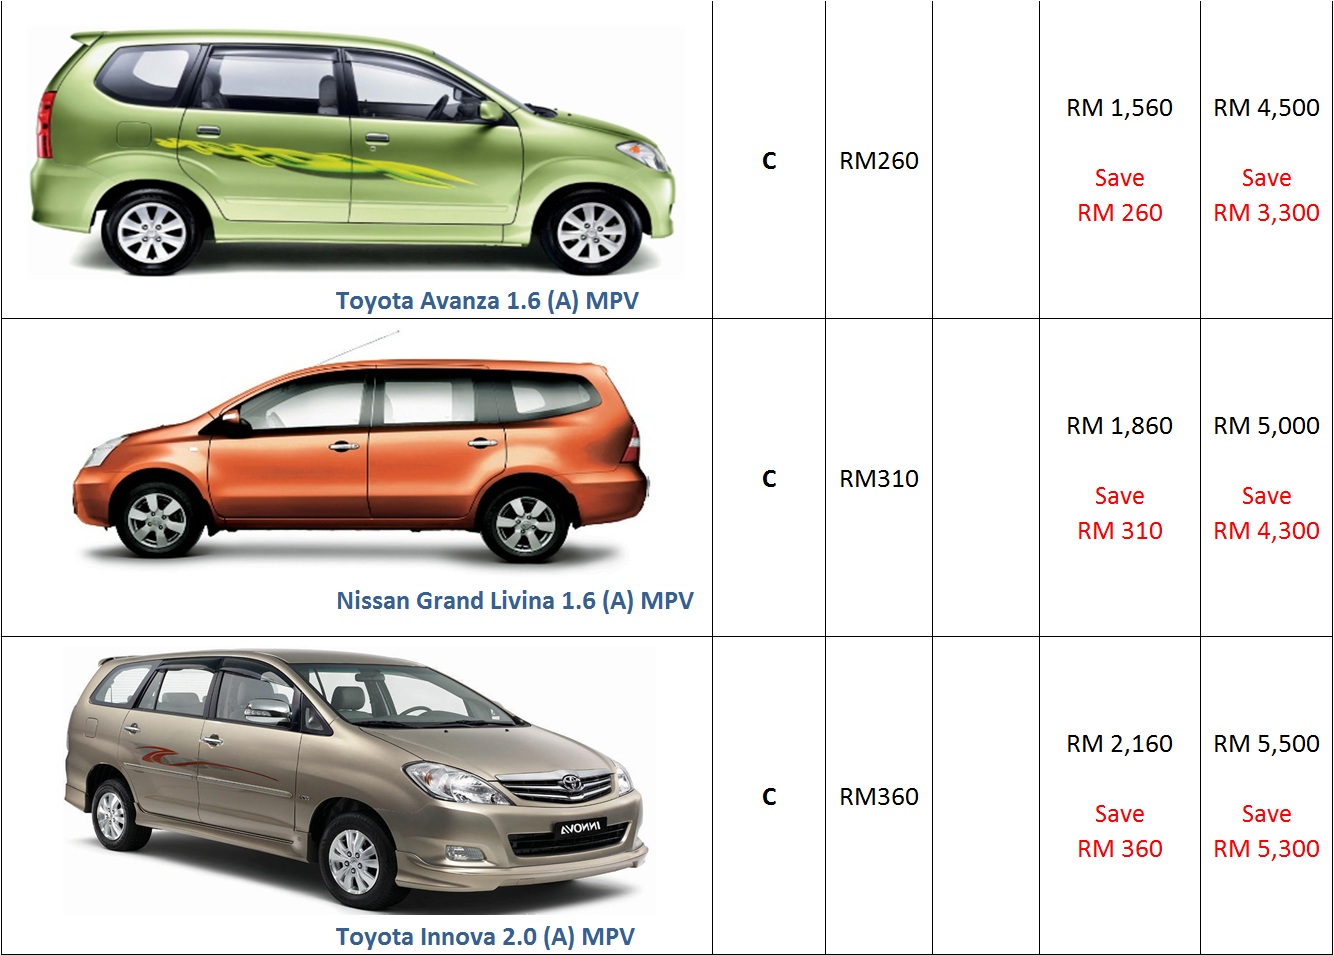 C
RM260
RM 1,560
Save
RM 260
RM 4,500
Save
RM 3,300
Toyota Avanza 1.6 (A) MPV
C
RM310
RM 1,860
Save
RM 310
RM 5,000
Save
RM 4,300
Nissan Grand Livina 1.6 (A) MPV
AVONNI
C
RM360
RM 2,160
Save
RM 360
RM 5,500
Save
RM 5,300
Toyota Innova 2.0 (A) MPV